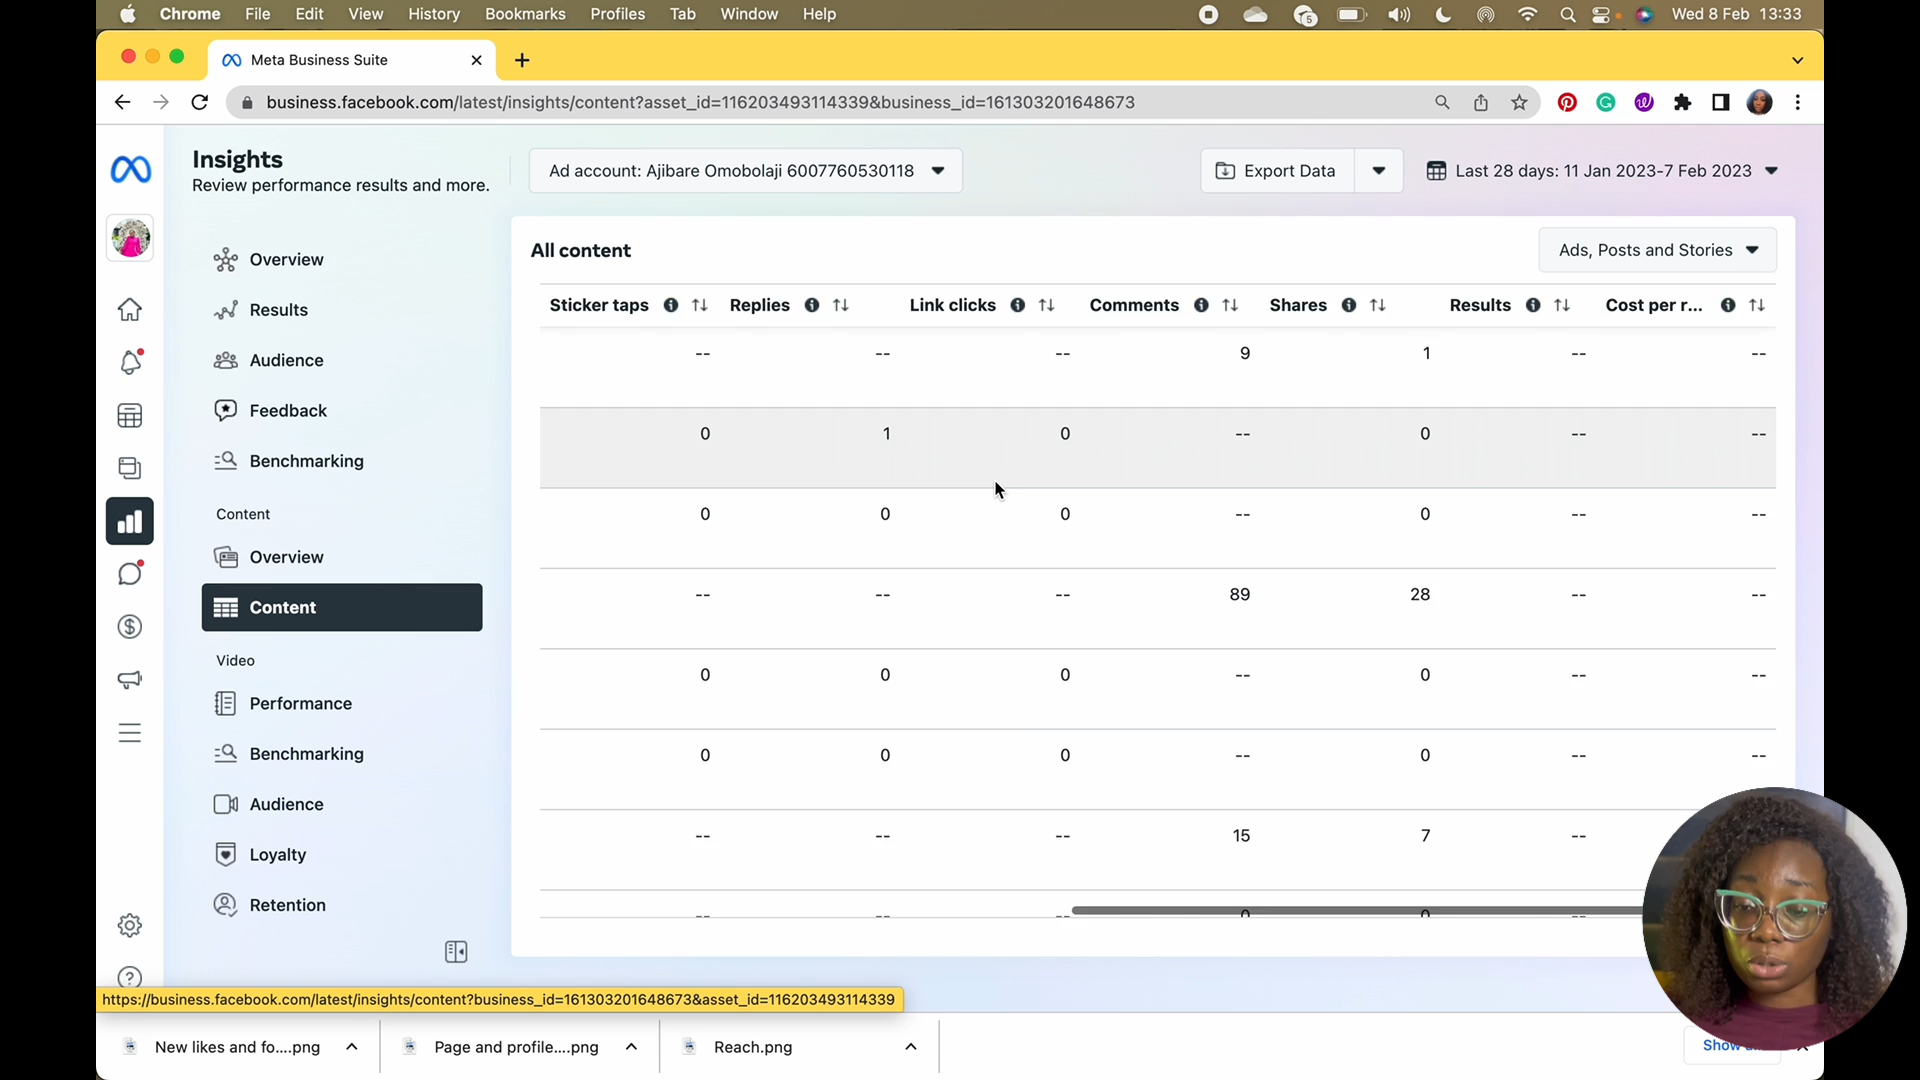 Chrome File Edit View History Bookmarks Profiles Tab Window Help 5 Wed 8 Feb 13:33
Meta Business Suite
business.facebook.com/latest/insights/content?asset_id=116203493114339&business_id=161303201648673
Insights
Review performance results and more.
Ad account: Ajibare Omobolaji 6007760530118
Export Data
Last 28 days: 11 Jan 2023-7 Feb 2023
Overview
Results
Audience
Feedback
Benchmarking
Content
Overview
Content
Video
Performance
Benchmarking
Audience
Loyalty
Retention
All content
Ads, Posts and Stories
Sticker taps Replies Link clicks Comments Shares Results Cost per r...
-- -- -- 9 1 -- --
0 1 0 -- 0 -- --
0 0 0 -- 0 -- --
-- -- -- 89 28 -- --
0 0 0 -- 0 -- --
0 0 0 -- 0 -- --
-- -- -- 15 7 --
-- -- -- 0 0 --
https://business.facebook.com/latest/insights/content?business_id=161303201648673&asset_id=116203493114339
New likes and fo....png
Page and profile....png
Reach.png
Show